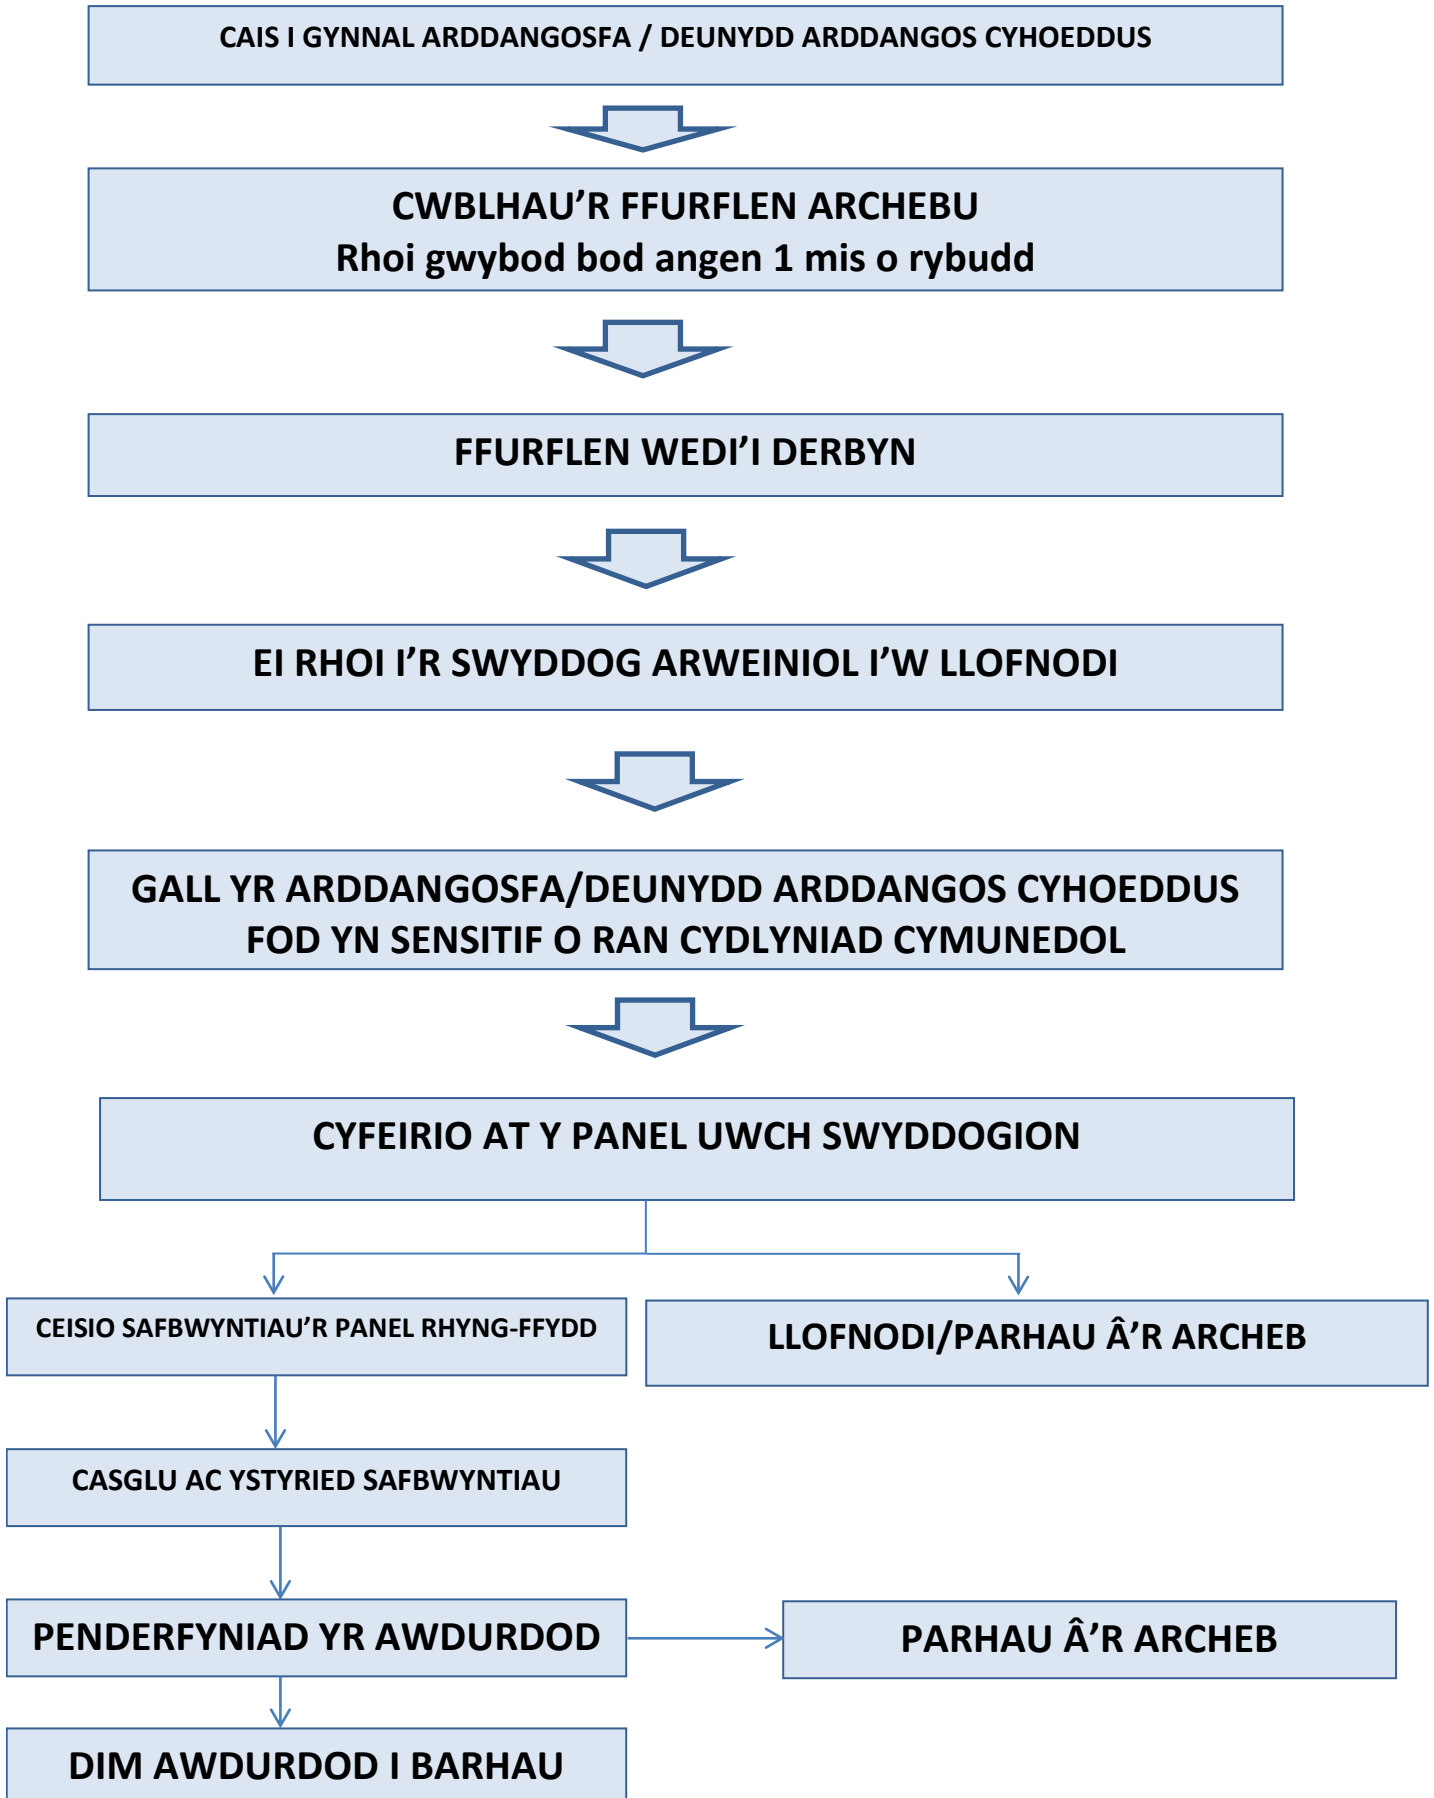 CAIS I GYNNAL ARDDANGOSFA / DEUNYDD ARDDANGOS CYHOEDDUS
CWBLHAU’R FFURFLEN ARCHEBU
Rhoi gwybod bod angen 1 mis o rybudd
FFURFLEN WEDI’I DERBYN
EI RHOI I’R SWYDDOG ARWEINIOL I’W LLOFNODI
GALL YR ARDDANGOSFA/DEUNYDD ARDDANGOS CYHOEDDUS
FOD YN SENSITIF O RAN CYDLYNIAD CYMUNEDOL
CYFEIRIO AT Y PANEL UWCH SWYDDOGION
CEISIO SAFBWYNTIAU’R PANEL RHYNG-FFYDD
LLOFNODI/PARHAU Â’R ARCHEB
CASGLU AC YSTYRIED SAFBWYNTIAU
PENDERFYNIAD YR AWDURDOD
PARHAU Â’R ARCHEB
DIM AWDURDOD I BARHAU